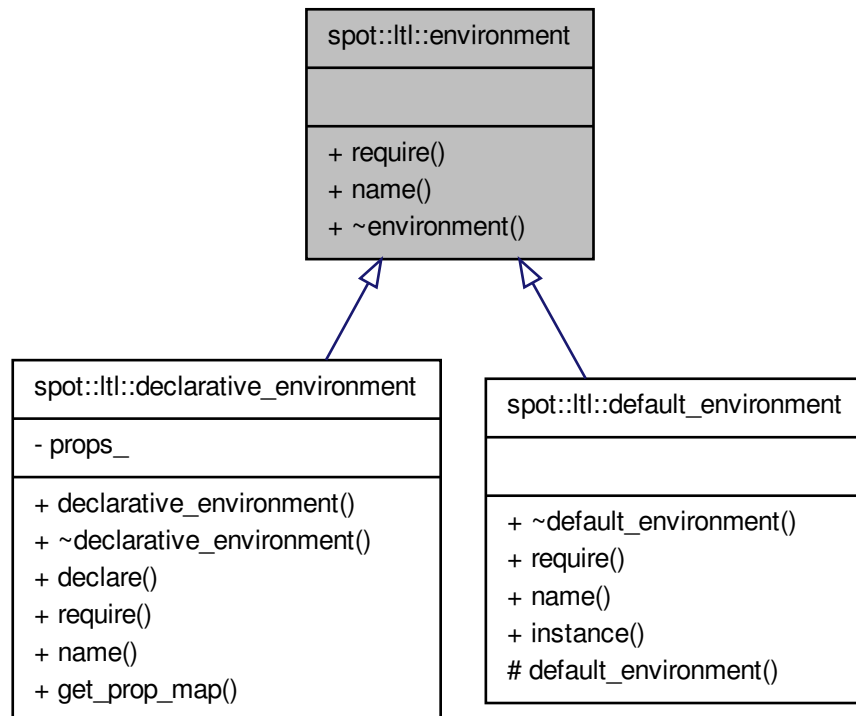 spot::ltl::environment
+ require()
+ name()
+ ~environment()
spot::ltl::declarative_environment
- props_
+ declarative_environment()
+ ~declarative_environment()
+ declare()
+ require()
+ name()
+ get_prop_map()
spot::ltl::default_environment
+ ~default_environment()
+ require()
+ name()
+ instance()
# default_environment()